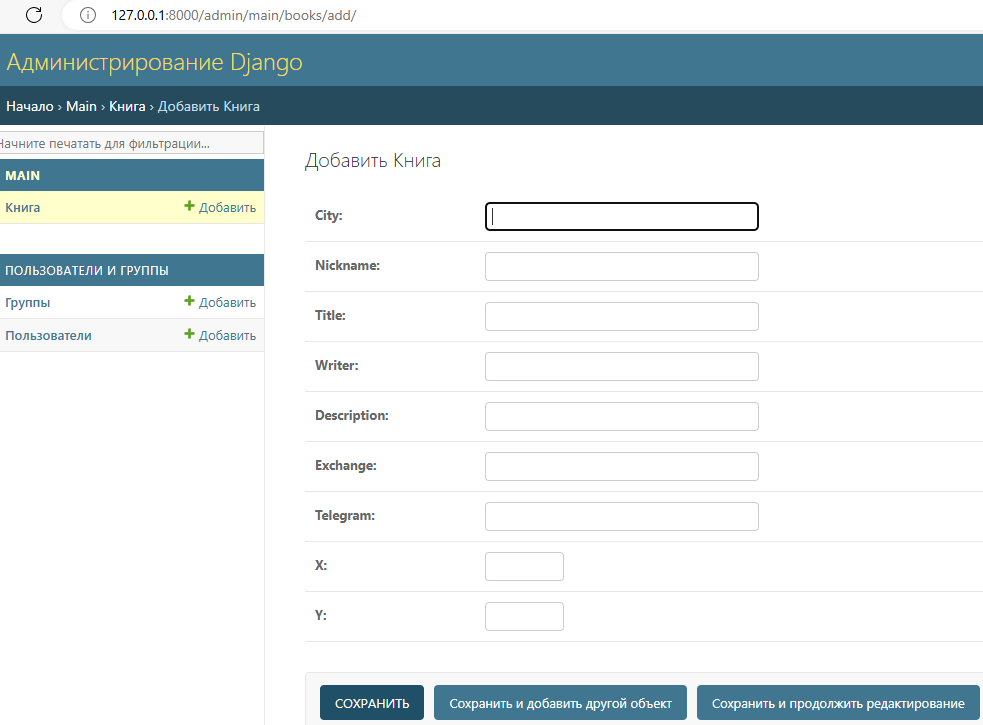 127.0.0.1:8000/admin/main/books/add/
Администрирование Django
Начало › Main › Книга › Добавить Книга
Начните печатать для фильтрации...
MAIN
Книга
Добавить
ПОЛЬЗОВАТЕЛИ И ГРУППЫ
Группы
Добавить
Пользователи
Добавить
Добавить Книга
City:
Nickname:
Title:
Writer:
Description:
Exchange:
Telegram:
X:
Y:
СОХРАНИТЬ
Сохранить и добавить другой объект
Сохранить и продолжить редактирование